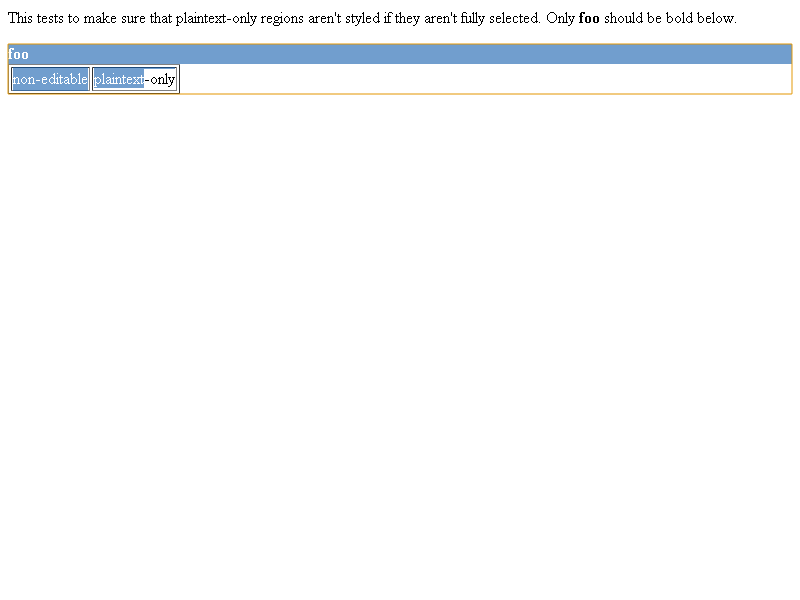 This tests to make sure that plaintext-only regions aren't styled if they aren't fully selected. Only foo should be bold below.
foo
non-editable plaintext-only